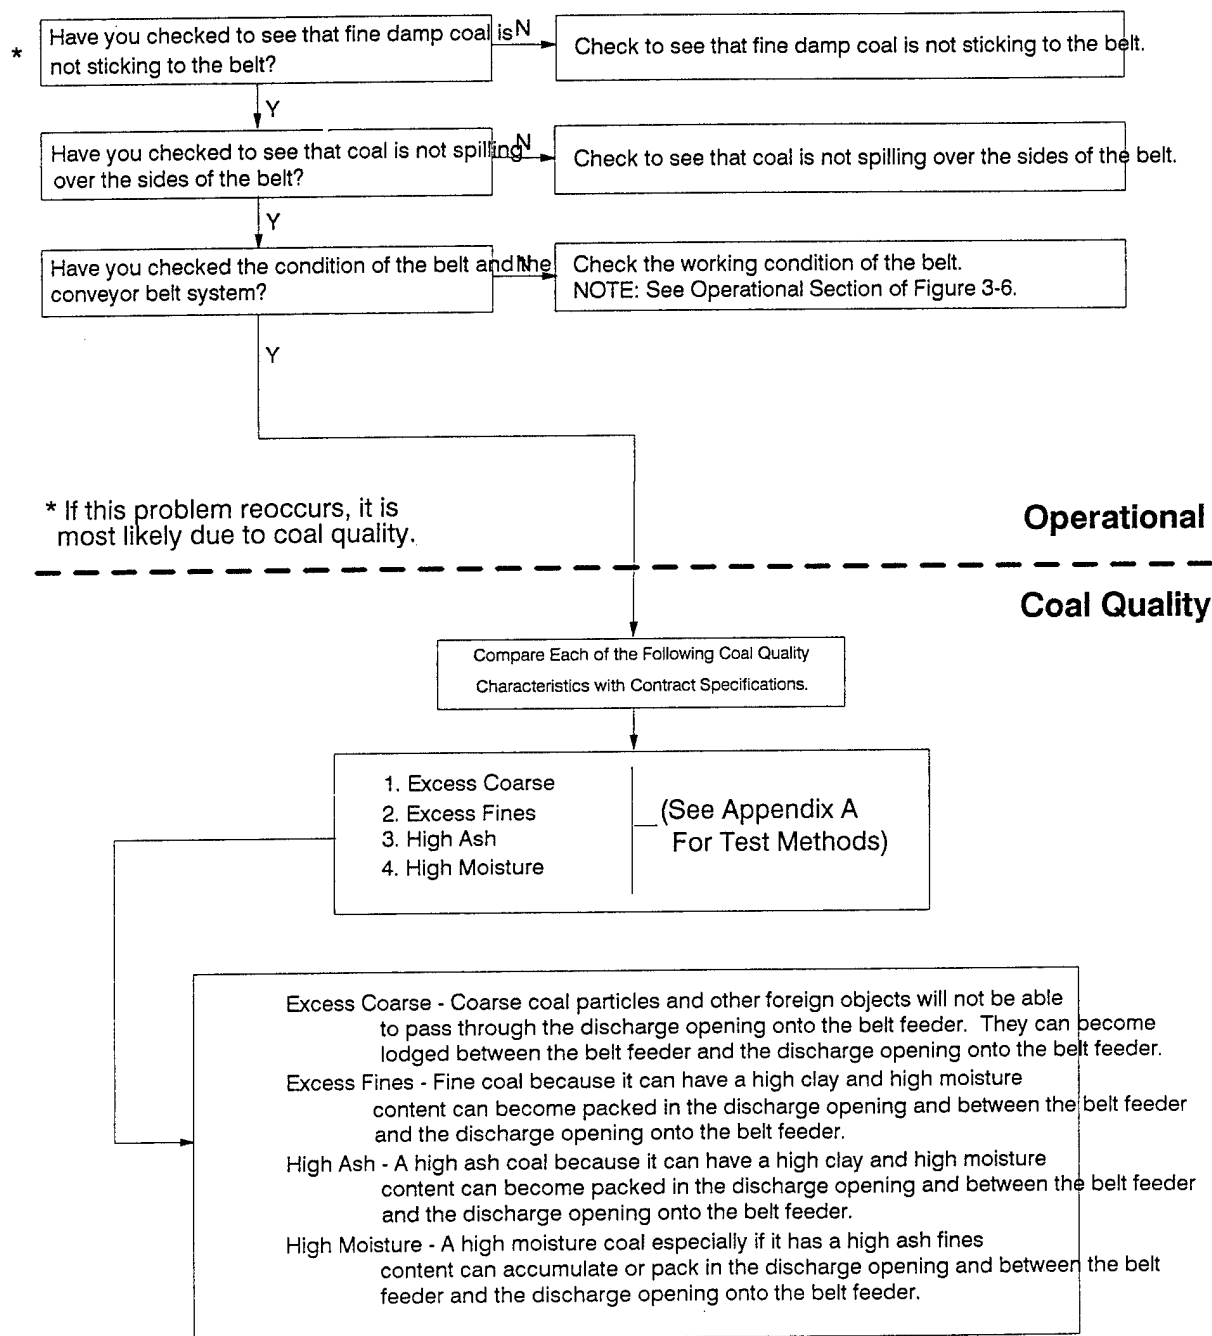 *
Have you checked to see that fine damp coal is
not sticking to the belt?
N
Check to see that fine damp coal is not sticking to the belt.
Y
Have you checked to see that coal is not spilling
over the sides of the belt?
N
Check to see that coal is not spilling over the sides of the belt.
Y
Have you checked the condition of the belt and the
conveyor belt system?
N
Check the working condition of the belt.
NOTE: See Operational Section of Figure 3-6.
Y
* If this problem reoccurs, it is
most likely due to coal quality.
Operational
Coal Quality
Compare Each of the Following Coal Quality
Characteristics with Contract Specifications.
1. Excess Coarse
2. Excess Fines
3. High Ash
4. High Moisture
(See Appendix A
For Test Methods)
Excess Coarse - Coarse coal particles and other foreign objects will not be able
to pass through the discharge opening onto the belt feeder. They can become
lodged between the belt feeder and the discharge opening onto the belt feeder.
Excess Fines - Fine coal because it can have a high clay and high moisture
content can become packed in the discharge opening and between the belt feeder
and the discharge opening onto the belt feeder.
High Ash - A high ash coal because it can have a high clay and high moisture
content can become packed in the discharge opening and between the belt feeder
and the discharge opening onto the belt feeder.
High Moisture - A high moisture coal especially if it has a high ash fines
content can accumulate or pack in the discharge opening and between the belt
feeder and the discharge opening onto the belt feeder.